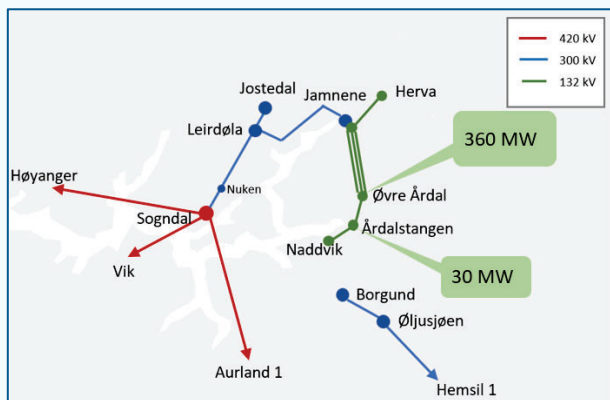 420 kV
300 kV
132 kV
Jostedal
Jamnene
Herva
Leirdøla
360 MW
Høyanger
Nuken
Øvre Årdal
Sogndal
Årdalstangen
Naddvik
Vik
30 MW
Borgund
Øljusjøen
Aurland 1
Hemsil 1